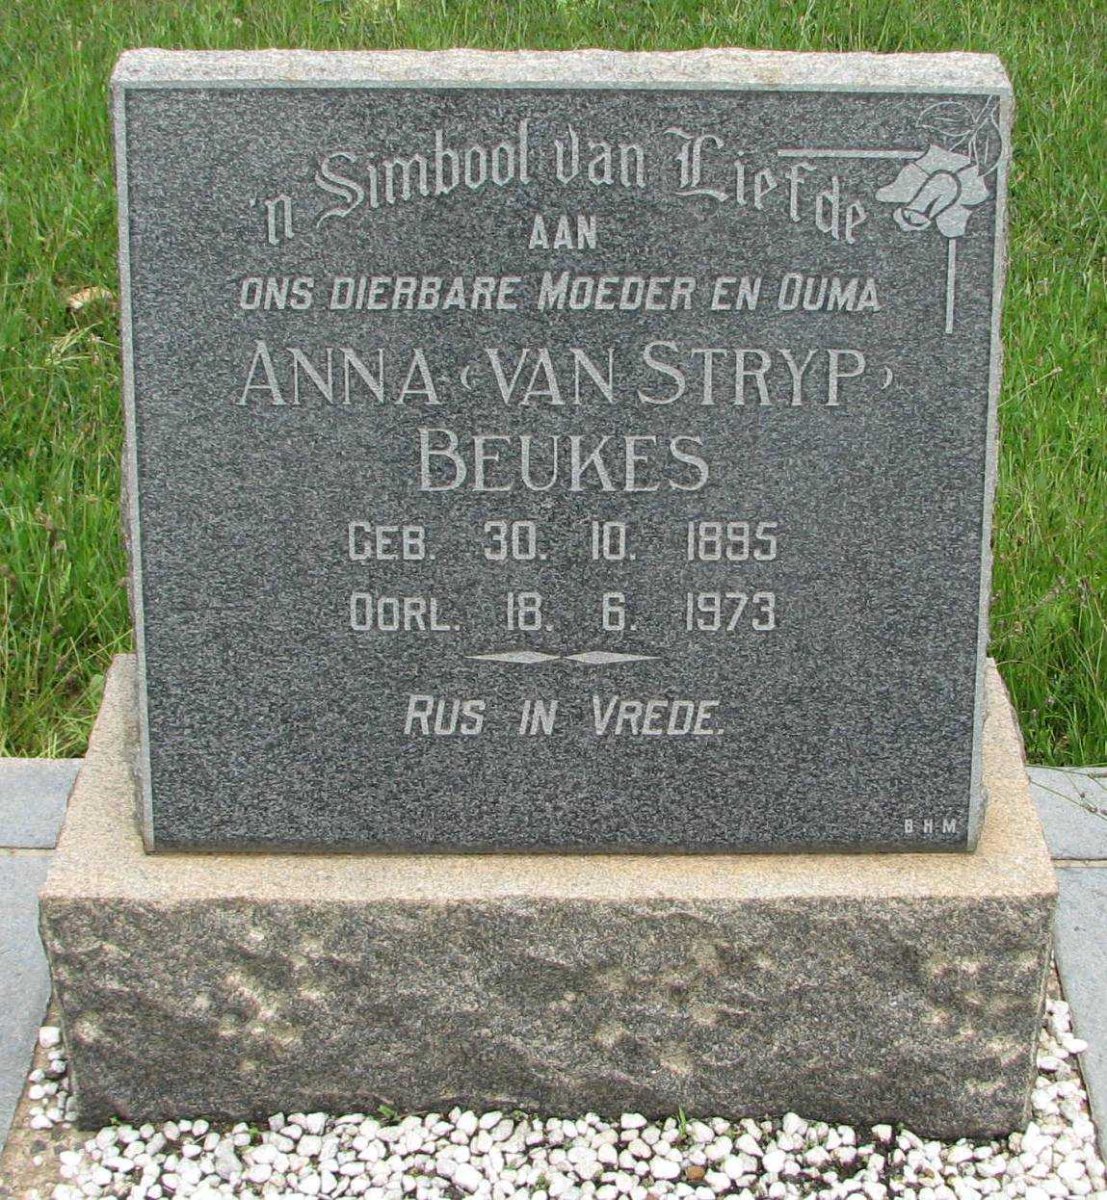 'n Simbool van Liefde
AAN
ONS DIERBARE MOEDER EN OUMA
ANNA (VAN STRYP)
BEUKES
GEB. 30. 10. 1895
OORL. 18. 6. 1973
RUS IN VREDE.
BHM